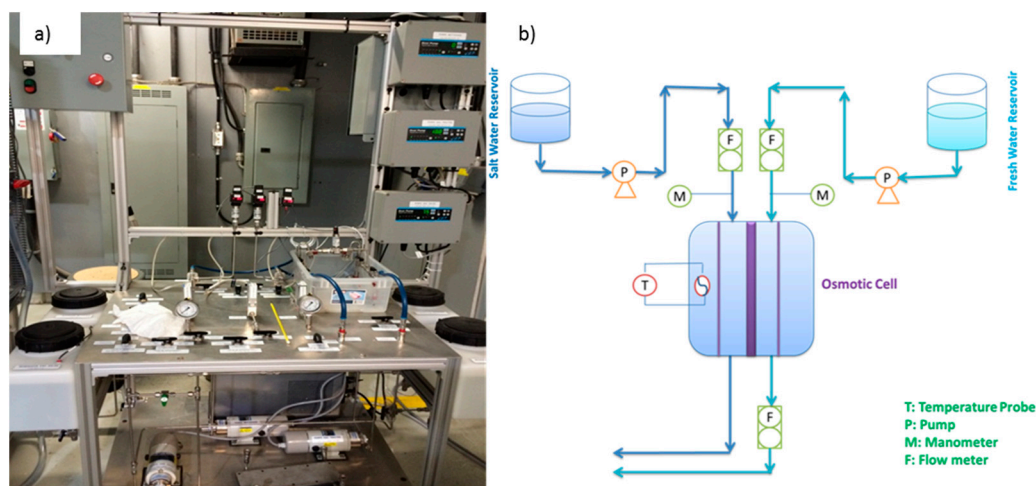 a)
b)
Salt Water Reservoir
Fresh Water Reservoir
F
F
P
P
M
M
T
Osmotic Cell
F
T: Temperature Probe
P: Pump
M: Manometer
F: Flow meter